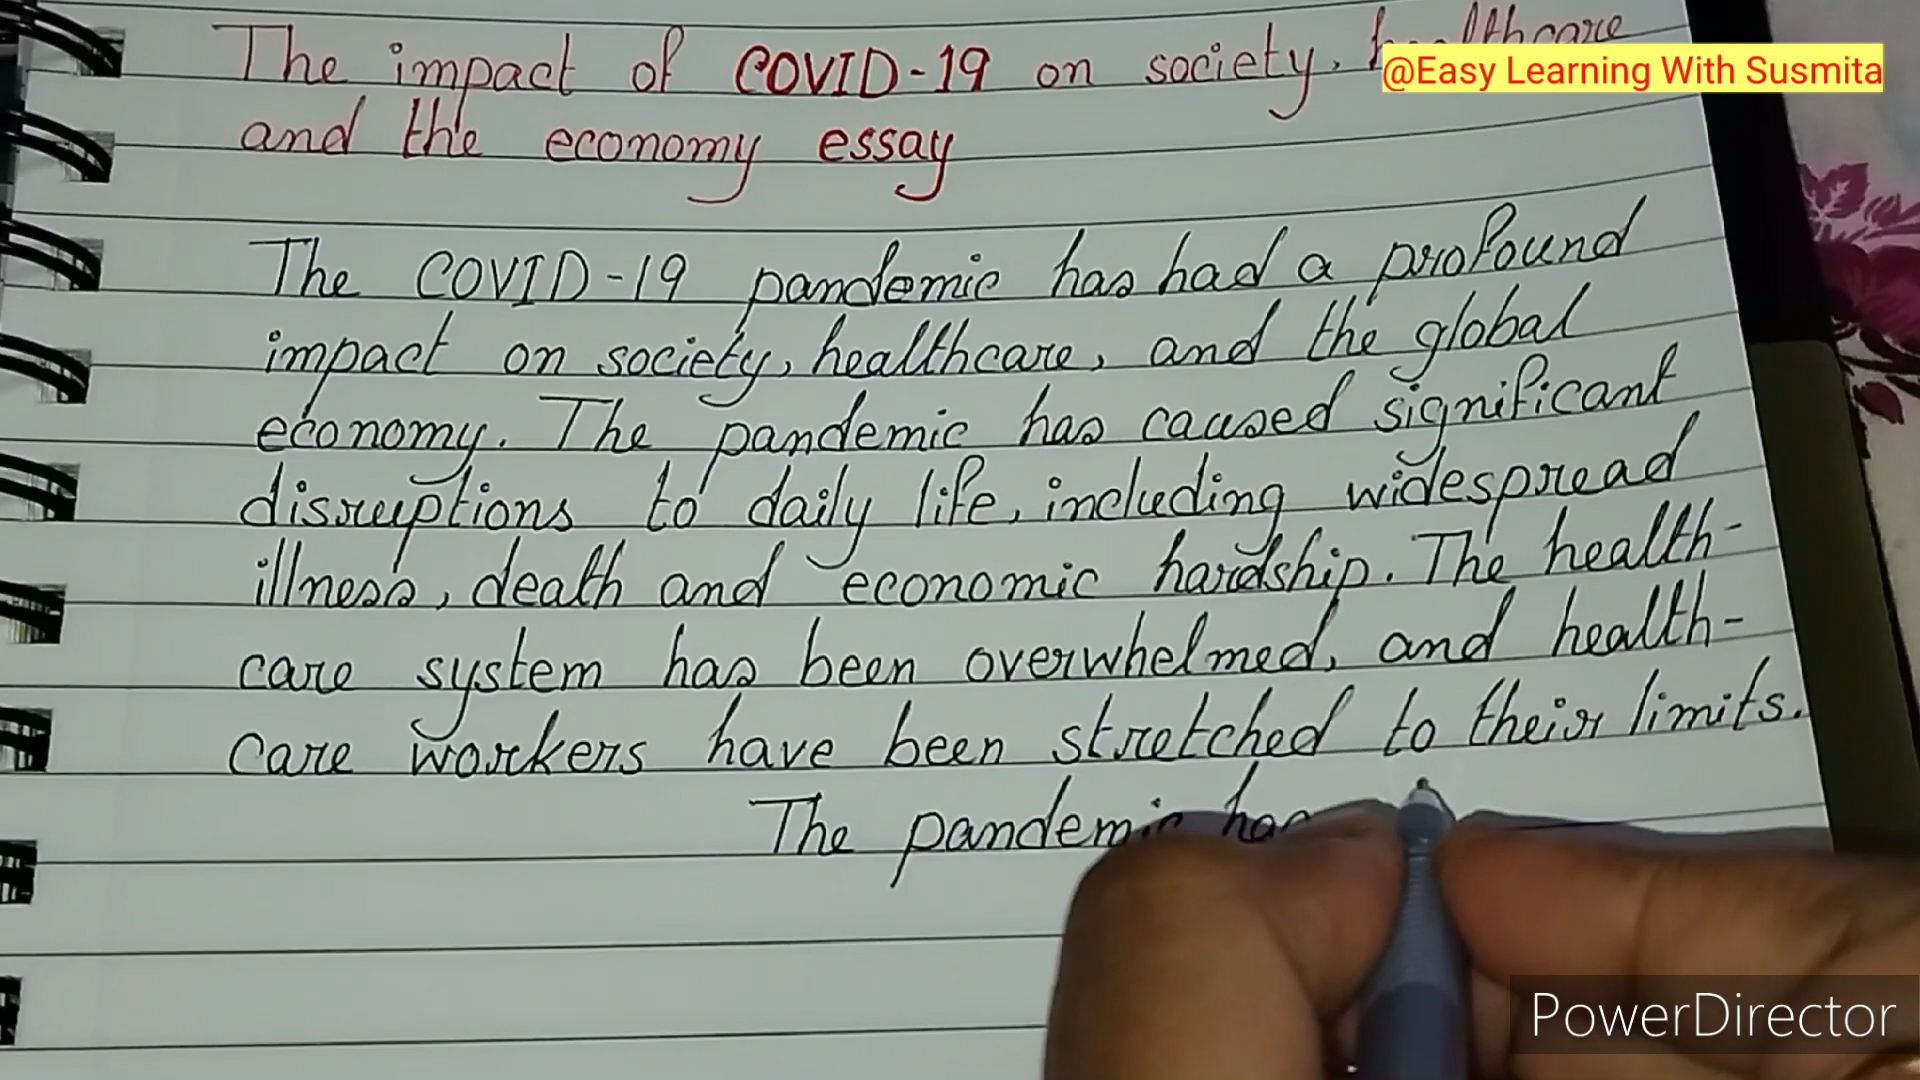 The impact of COVID-19 on society, healthcare
@Easy Learning With Susmita
and the economy essay
The COVID-19 pandemic has had a profound
impact on society, healthcare, and the global
economy. The pandemic has caused significant
disruptions to daily life, including widespread
illness, death and economic hardship. The health-
care system has been overwhelmed, and health-
care workers have been stretched to their limits.
The pandemic has
PowerDirector